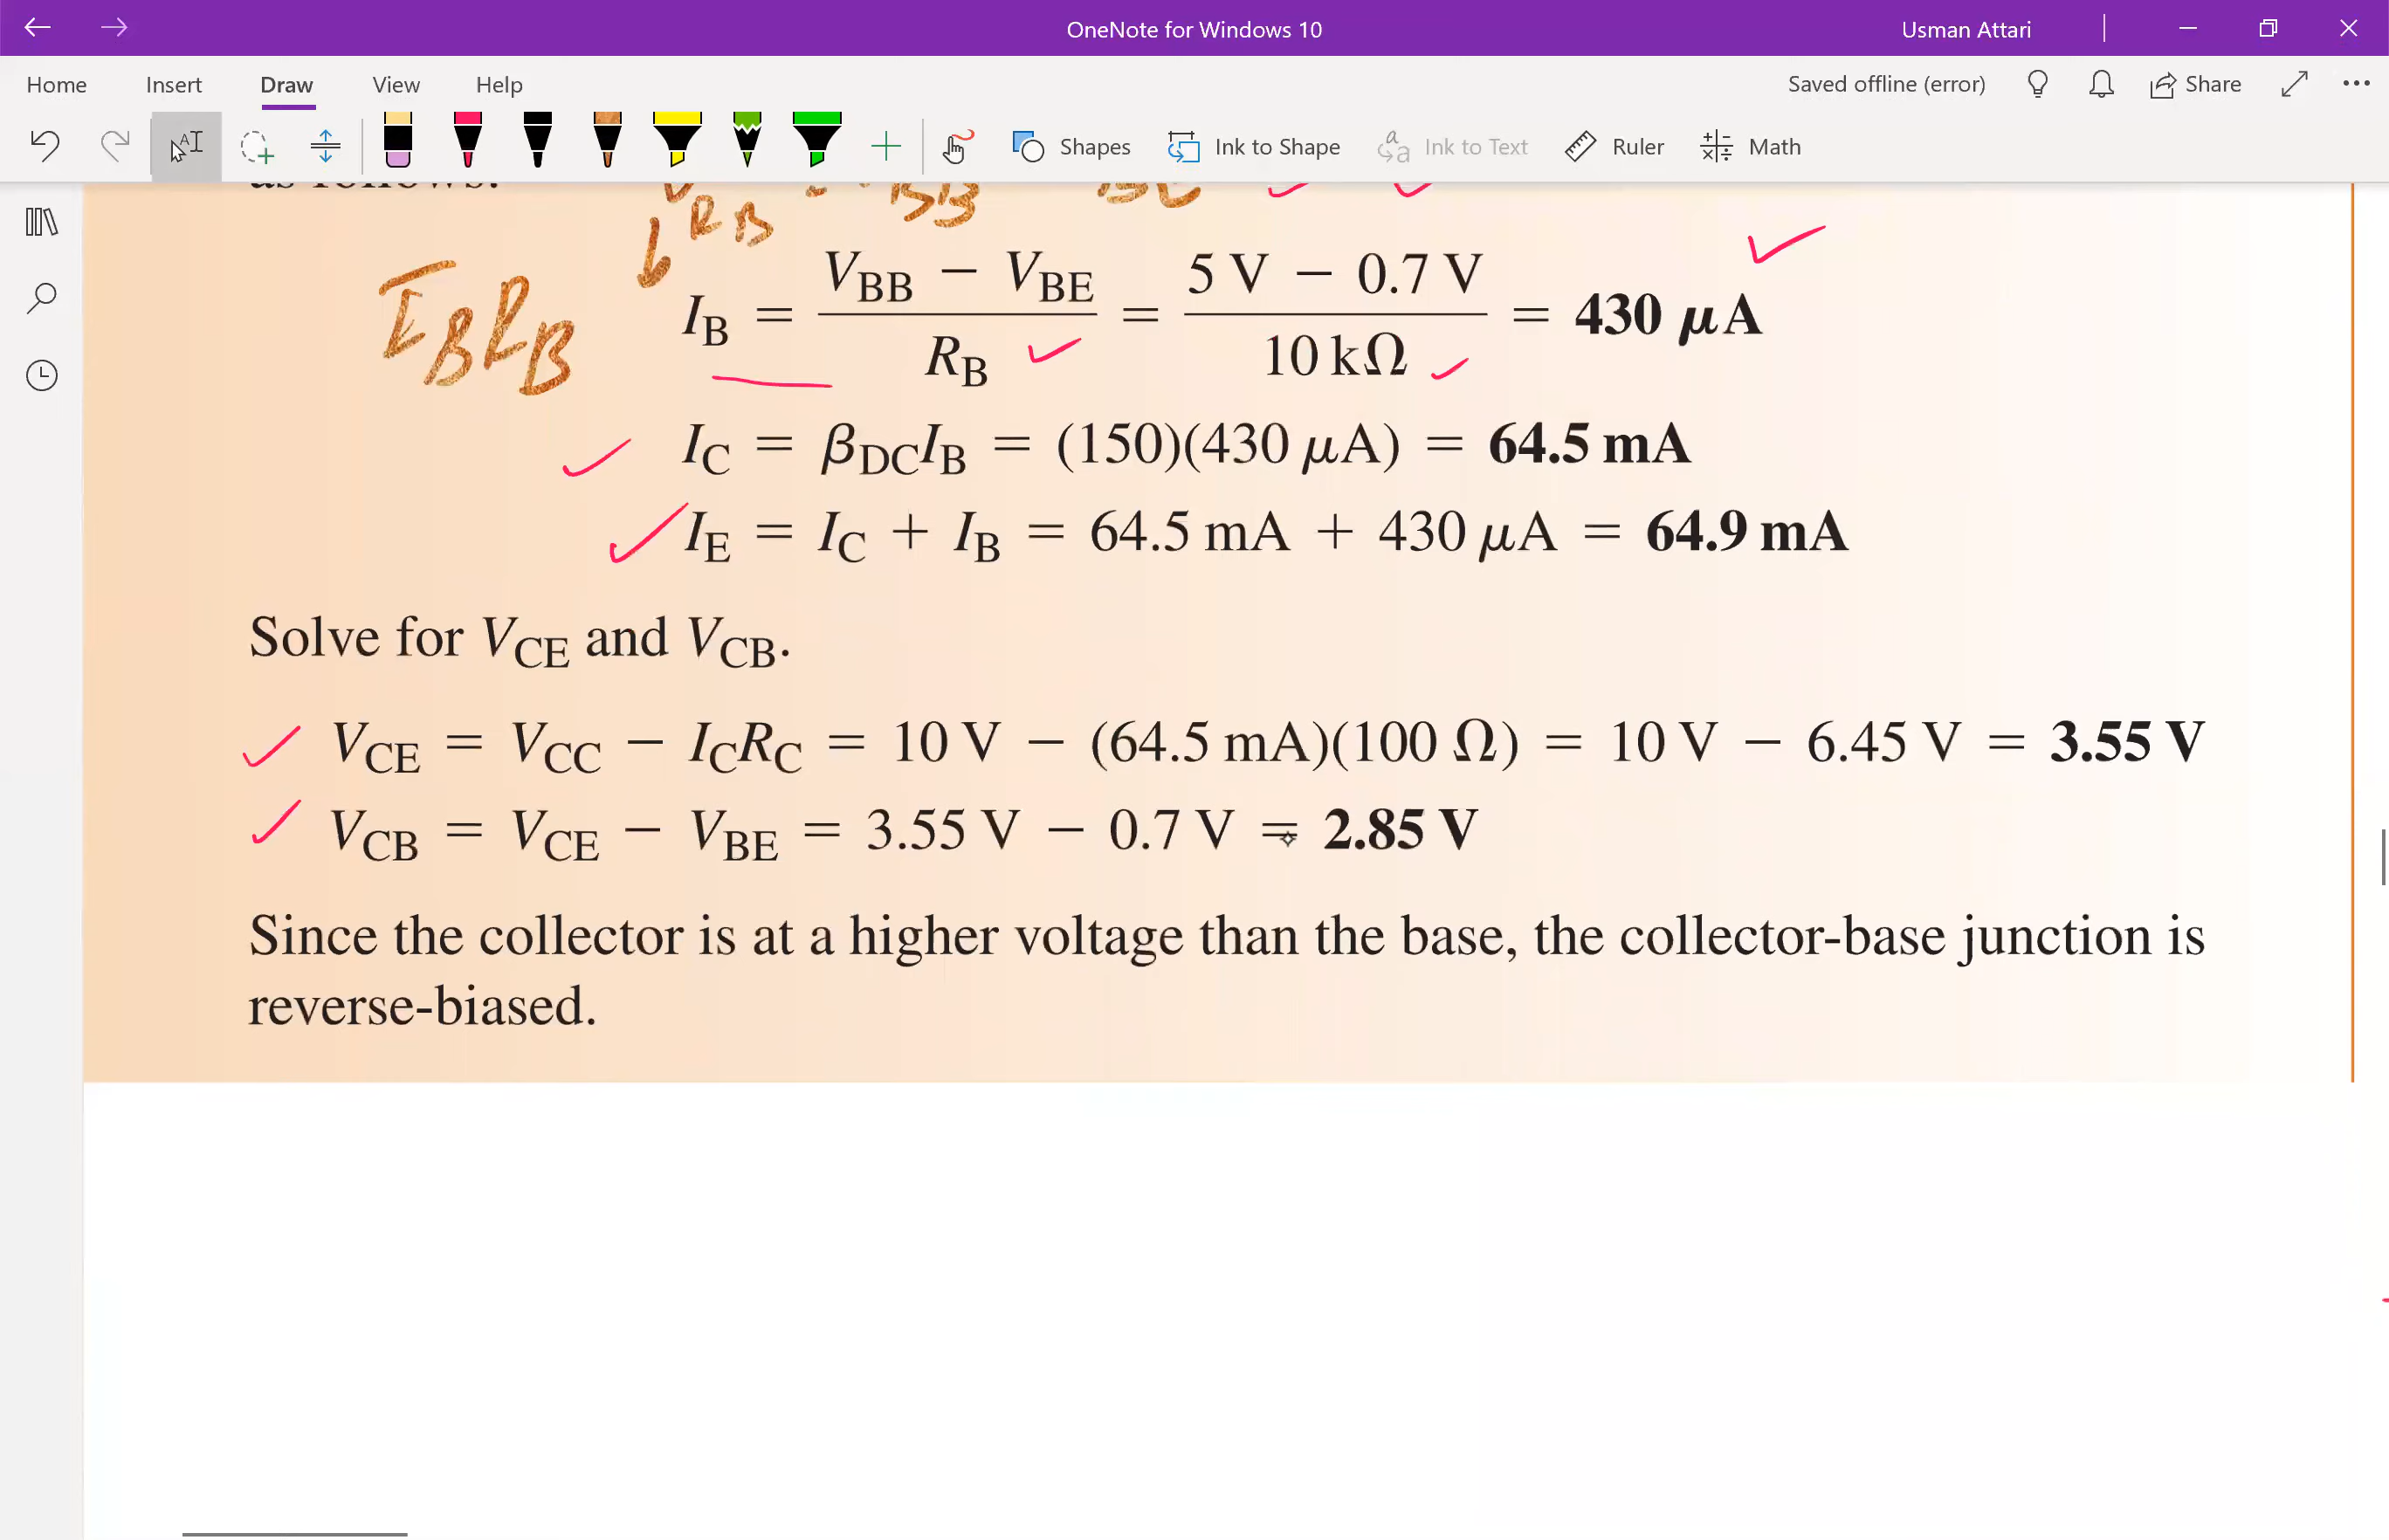 OneNote for Windows 10
Usman Attari
Home Insert Draw View Help
Saved offline (error) Share
Shapes Ink to Shape Ink to Text Ruler Math
as follows:
RB BB BE
IBRB
IB = VBB − VBE / RB = 5 V − 0.7 V / 10 kΩ = 430 μA
IC = βDCIB = (150)(430 μA) = 64.5 mA
IE = IC + IB = 64.5 mA + 430 μA = 64.9 mA
Solve for VCE and VCB.
VCE = VCC − ICRC = 10 V − (64.5 mA)(100 Ω) = 10 V − 6.45 V = 3.55 V
VCB = VCE − VBE = 3.55 V − 0.7 V = 2.85 V
Since the collector is at a higher voltage than the base, the collector-base junction is
reverse-biased.